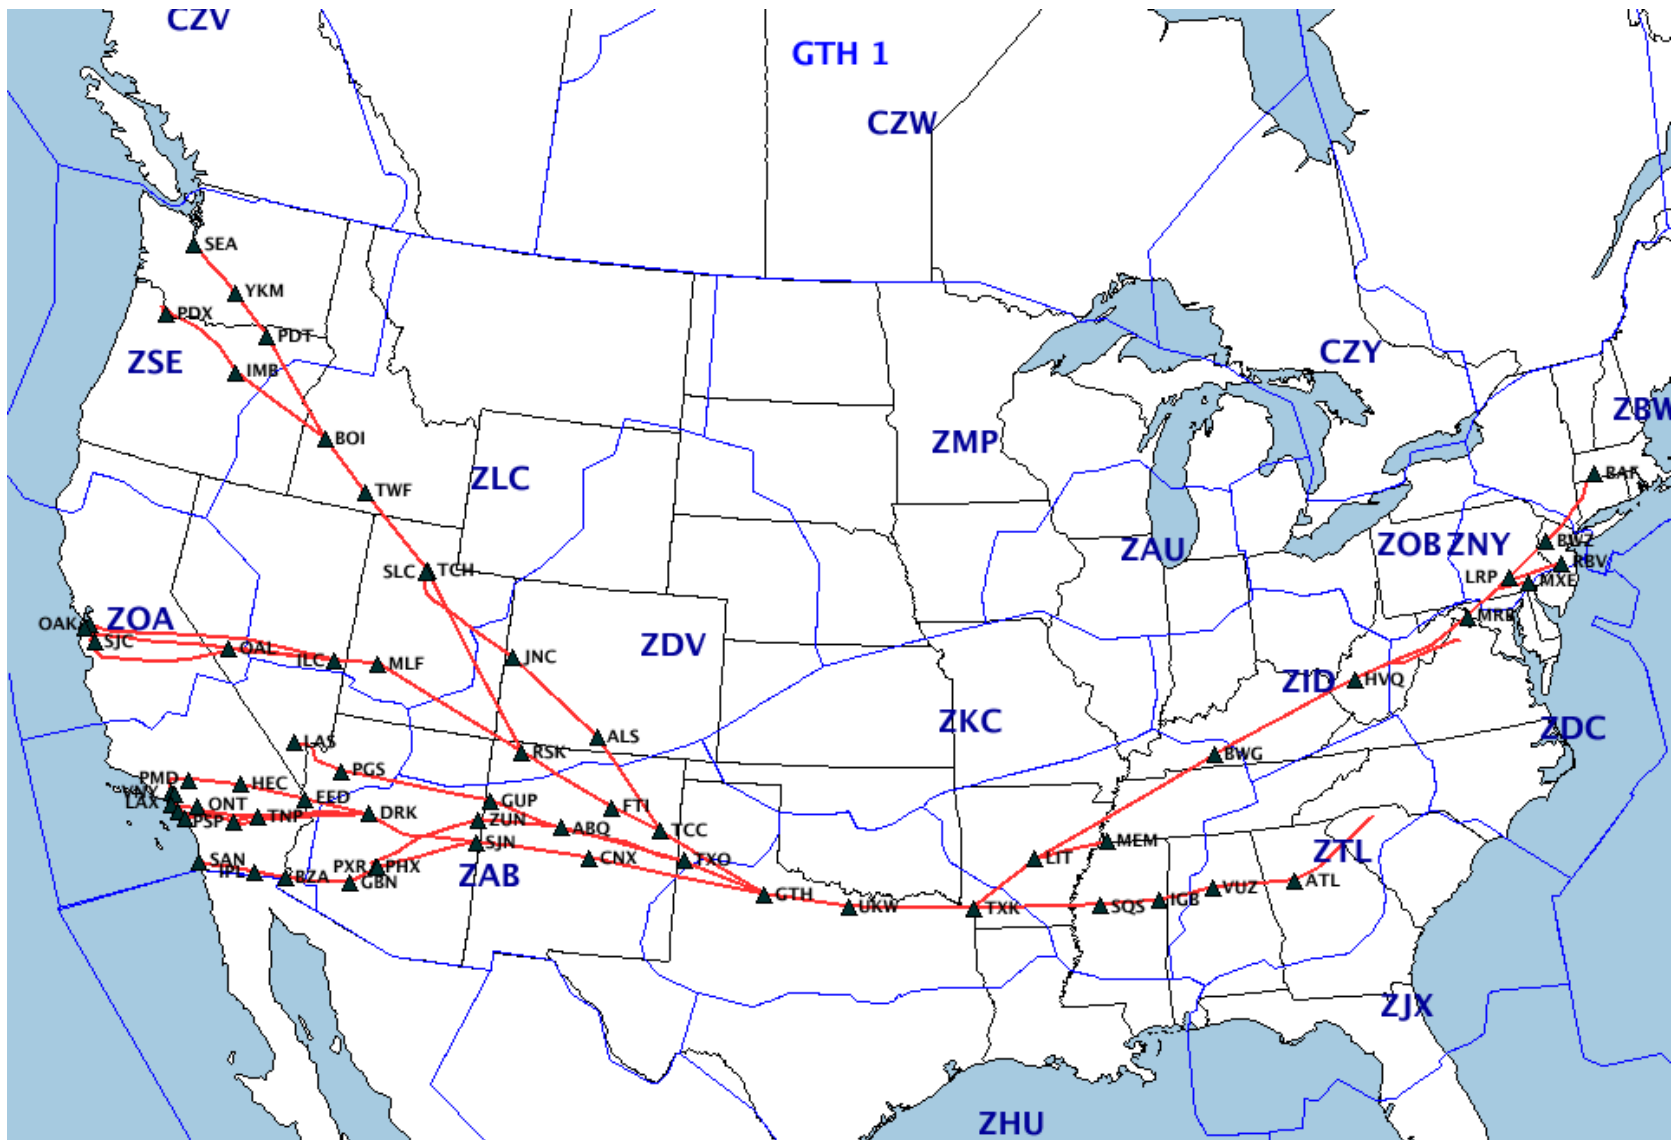 CZV
GTH 1
CZW
SEA
YKM
PDX
PDT
ZSE
IMB
CZY
ZBW
BOI
ZMP
TWF
ZLC
BAF
ZAU
ZOB
ZNY
BWZ
SLC
TCH
RBV
LRP
MXE
OAK
ZOA
MRB
SJC
OAL
ILC
MLF
JNC
ZDV
ZID
HVQ
ZKC
ZDC
LAS
ALS
RSK
BWG
PGS
PMD
HEC
VNY
LAX
ONT
EED
GUP
FTI
PSP
TNP
DRK
ZUN
ABQ
TCC
SJN
MEM
SAN
PXR
PHX
CNX
TXO
LIT
ZTL
IPL
BZA
GBN
ZAB
GTH
UKW
TXK
SQS
IGB
VUZ
ATL
ZJX
ZHU